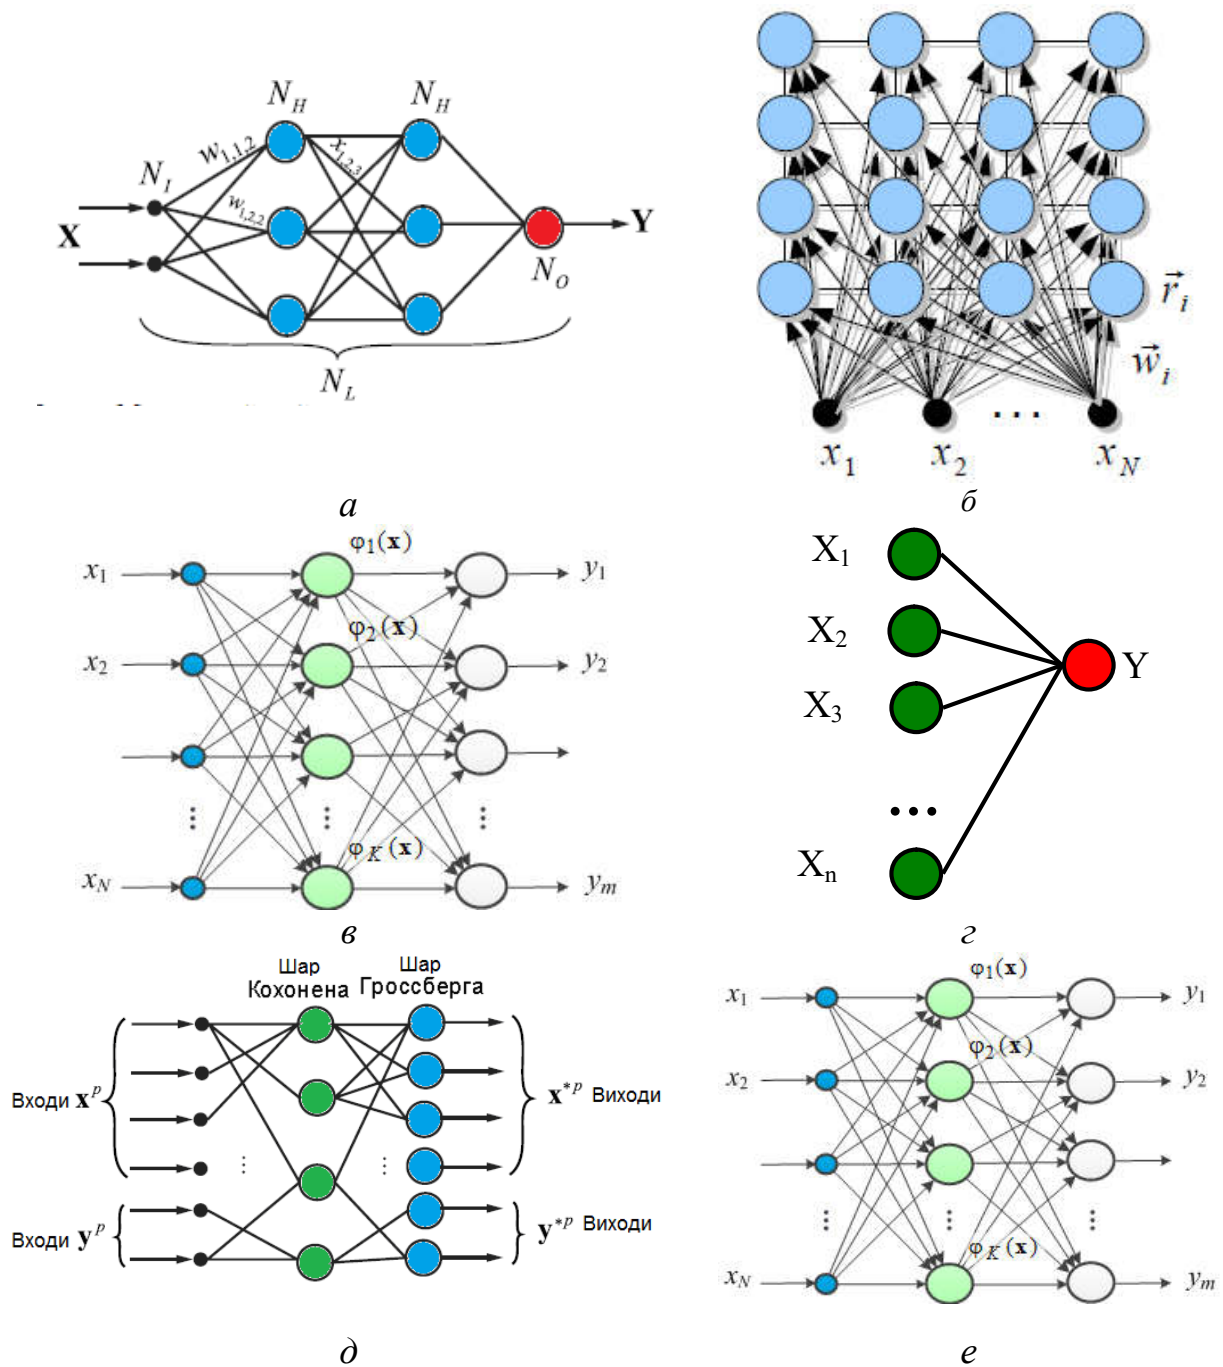 N_H N_H
w_{1,1,2} x_{1,2,3}
N_I w_{1,2,2}
X Y
N_O
N_L
а
r⃗_i
w⃗_i
x_1 x_2 ... x_N
б
φ_1(x)
x_1 y_1
φ_2(x)
x_2 y_2
φ_K(x)
x_N y_m
в
X_1
X_2
Y
X_3
...
X_n
г
Шар Шар
Кохонена Гроссберга
Входи x^p x^{*p} Виходи
Входи y^p y^{*p} Виходи
д
φ_1(x)
x_1 y_1
φ_2(x)
x_2 y_2
φ_K(x)
x_N y_m
е